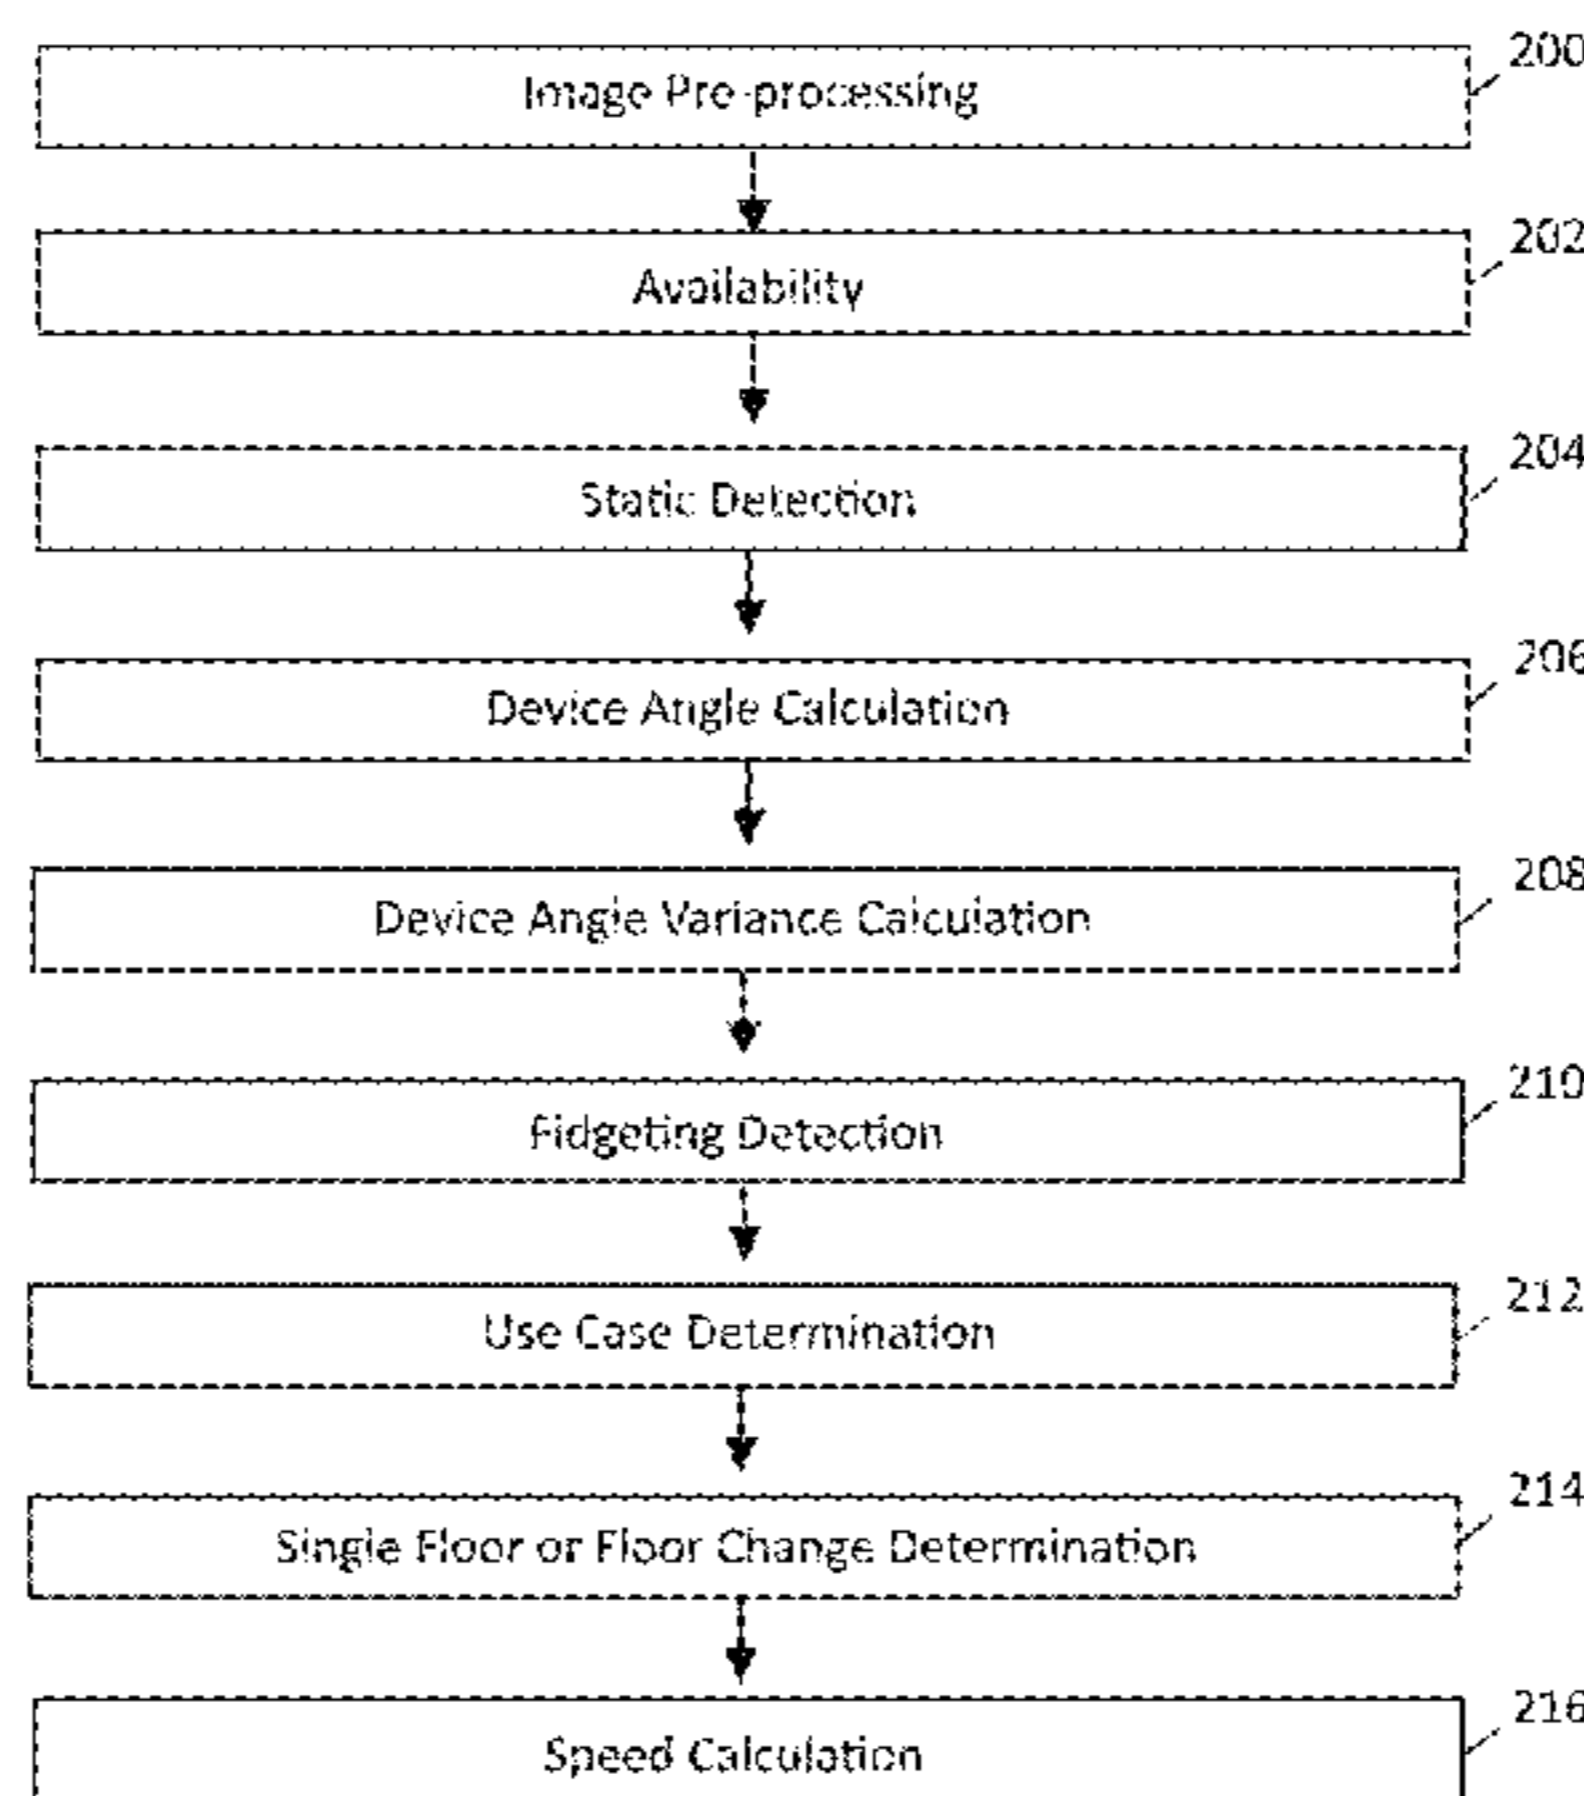 200
Image Pre-processing
202
Availability
204
Static Detection
206
Device Angle Calculation
208
Device Angle Variance Calculation
210
Fidgeting Detection
212
Use Case Determination
214
Single Floor or Floor Change Determination
216
Speed Calculation